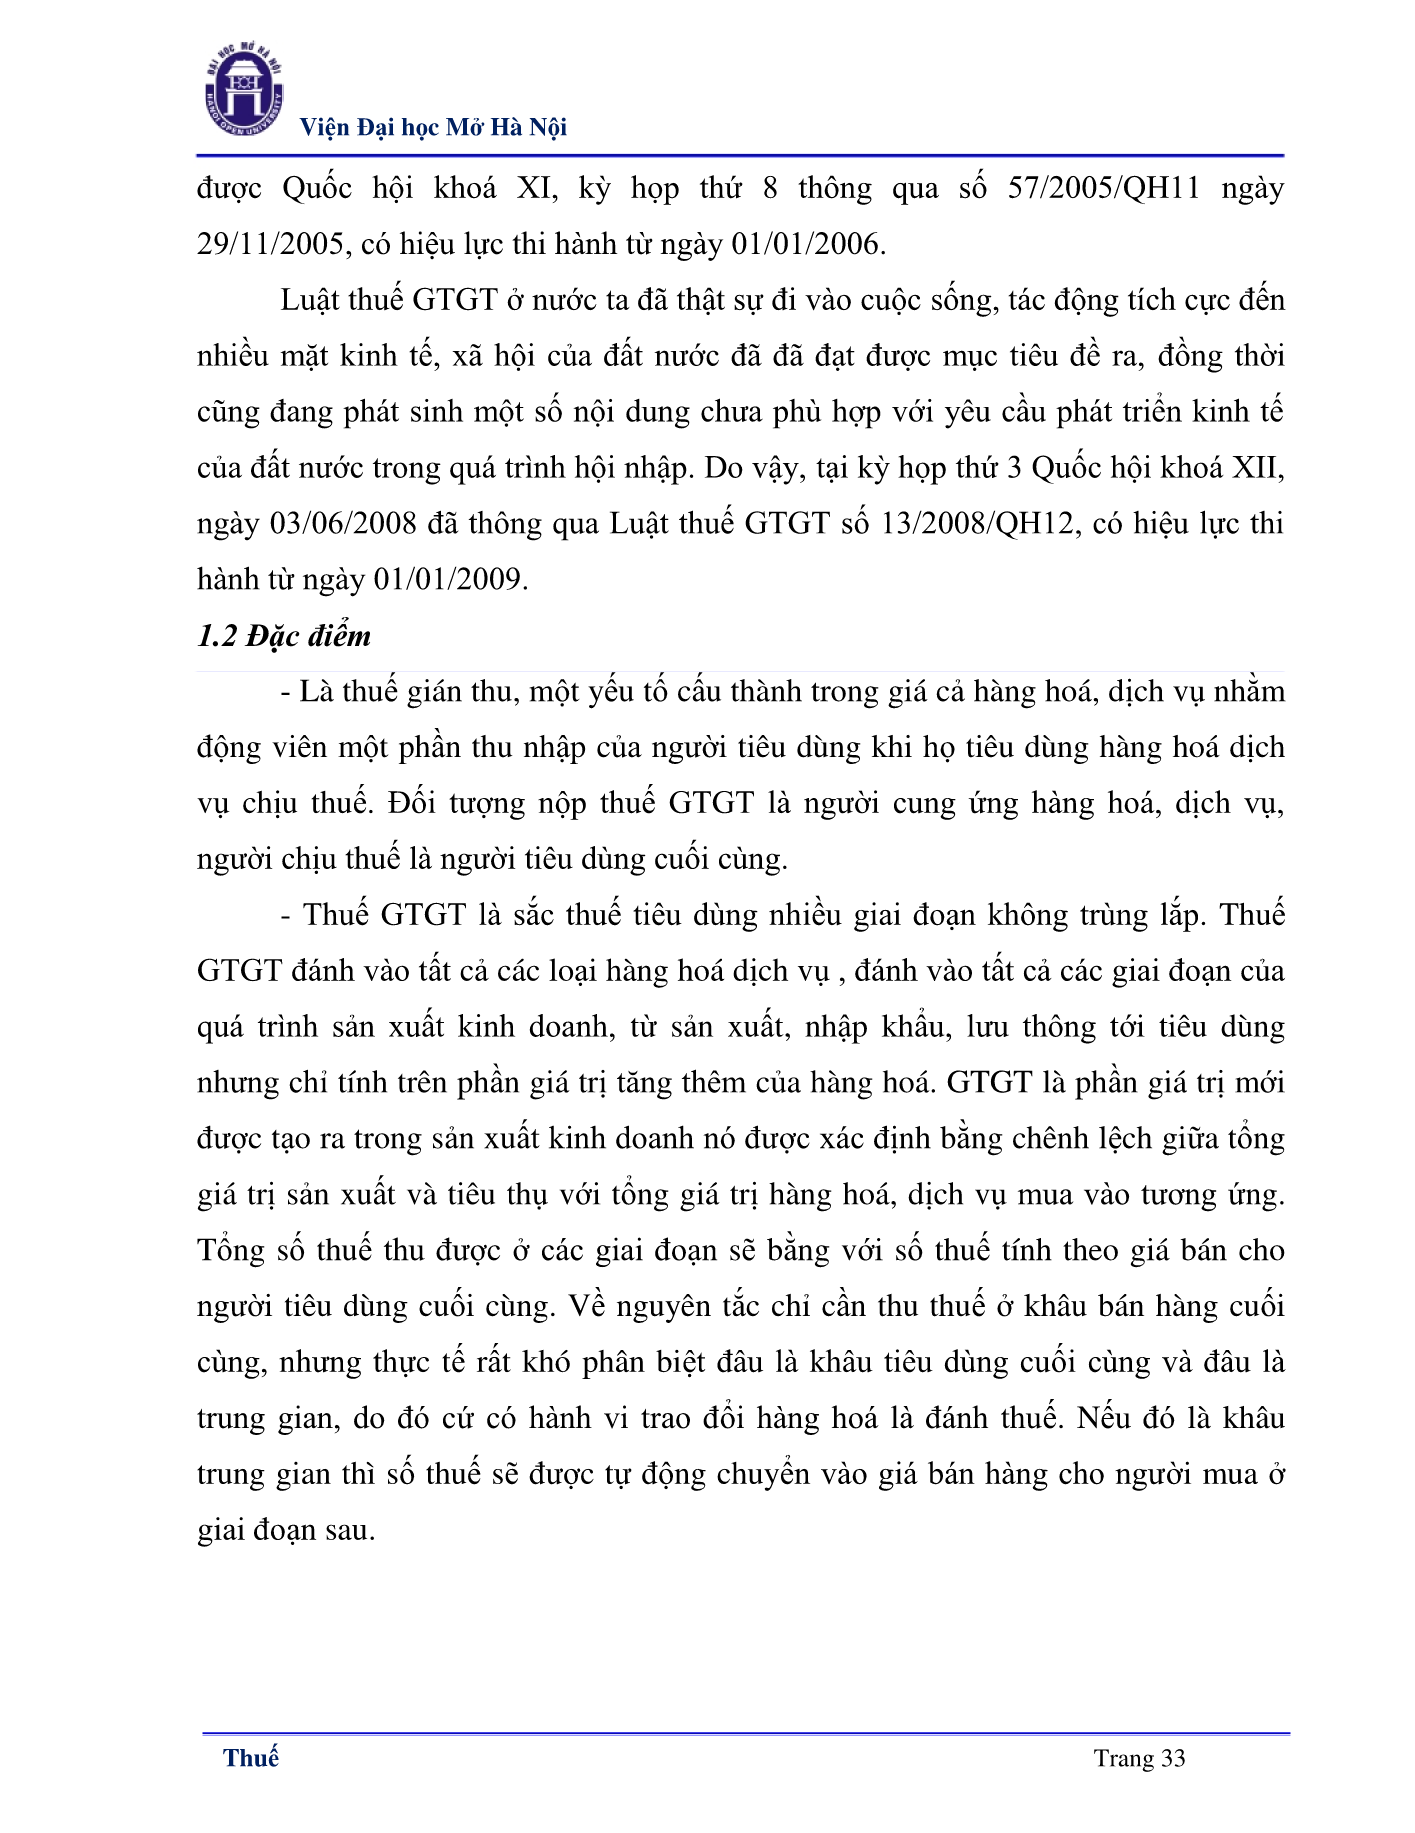 ĐẠI HỌC MỞ HÀ NỘI
HANOI OPEN UNIVERSITY
Viện Đại học Mở Hà Nội
được Quốc hội khoá XI, kỳ họp thứ 8 thông qua số 57/2005/QH11 ngày
29/11/2005, có hiệu lực thi hành từ ngày 01/01/2006.
Luật thuế GTGT ở nước ta đã thật sự đi vào cuộc sống, tác động tích cực đến
nhiều mặt kinh tế, xã hội của đất nước đã đã đạt được mục tiêu đề ra, đồng thời
cũng đang phát sinh một số nội dung chưa phù hợp với yêu cầu phát triển kinh tế
của đất nước trong quá trình hội nhập. Do vậy, tại kỳ họp thứ 3 Quốc hội khoá XII,
ngày 03/06/2008 đã thông qua Luật thuế GTGT số 13/2008/QH12, có hiệu lực thi
hành từ ngày 01/01/2009.
1.2 Đặc điểm
- Là thuế gián thu, một yếu tố cấu thành trong giá cả hàng hoá, dịch vụ nhằm
động viên một phần thu nhập của người tiêu dùng khi họ tiêu dùng hàng hoá dịch
vụ chịu thuế. Đối tượng nộp thuế GTGT là người cung ứng hàng hoá, dịch vụ,
người chịu thuế là người tiêu dùng cuối cùng.
- Thuế GTGT là sắc thuế tiêu dùng nhiều giai đoạn không trùng lắp. Thuế
GTGT đánh vào tất cả các loại hàng hoá dịch vụ , đánh vào tất cả các giai đoạn của
quá trình sản xuất kinh doanh, từ sản xuất, nhập khẩu, lưu thông tới tiêu dùng
nhưng chỉ tính trên phần giá trị tăng thêm của hàng hoá. GTGT là phần giá trị mới
được tạo ra trong sản xuất kinh doanh nó được xác định bằng chênh lệch giữa tổng
giá trị sản xuất và tiêu thụ với tổng giá trị hàng hoá, dịch vụ mua vào tương ứng.
Tổng số thuế thu được ở các giai đoạn sẽ bằng với số thuế tính theo giá bán cho
người tiêu dùng cuối cùng. Về nguyên tắc chỉ cần thu thuế ở khâu bán hàng cuối
cùng, nhưng thực tế rất khó phân biệt đâu là khâu tiêu dùng cuối cùng và đâu là
trung gian, do đó cứ có hành vi trao đổi hàng hoá là đánh thuế. Nếu đó là khâu
trung gian thì số thuế sẽ được tự động chuyển vào giá bán hàng cho người mua ở
giai đoạn sau.
Thuế
Trang 33